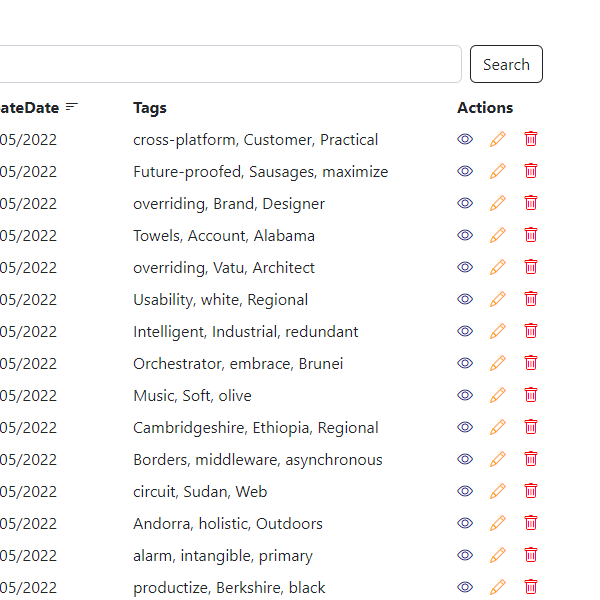 Search
ateDate Tags Actions
05/2022 cross-platform, Customer, Practical
05/2022 Future-proofed, Sausages, maximize
05/2022 overriding, Brand, Designer
05/2022 Towels, Account, Alabama
05/2022 overriding, Vatu, Architect
05/2022 Usability, white, Regional
05/2022 Intelligent, Industrial, redundant
05/2022 Orchestrator, embrace, Brunei
05/2022 Music, Soft, olive
05/2022 Cambridgeshire, Ethiopia, Regional
05/2022 Borders, middleware, asynchronous
05/2022 circuit, Sudan, Web
05/2022 Andorra, holistic, Outdoors
05/2022 alarm, intangible, primary
05/2022 productize, Berkshire, black